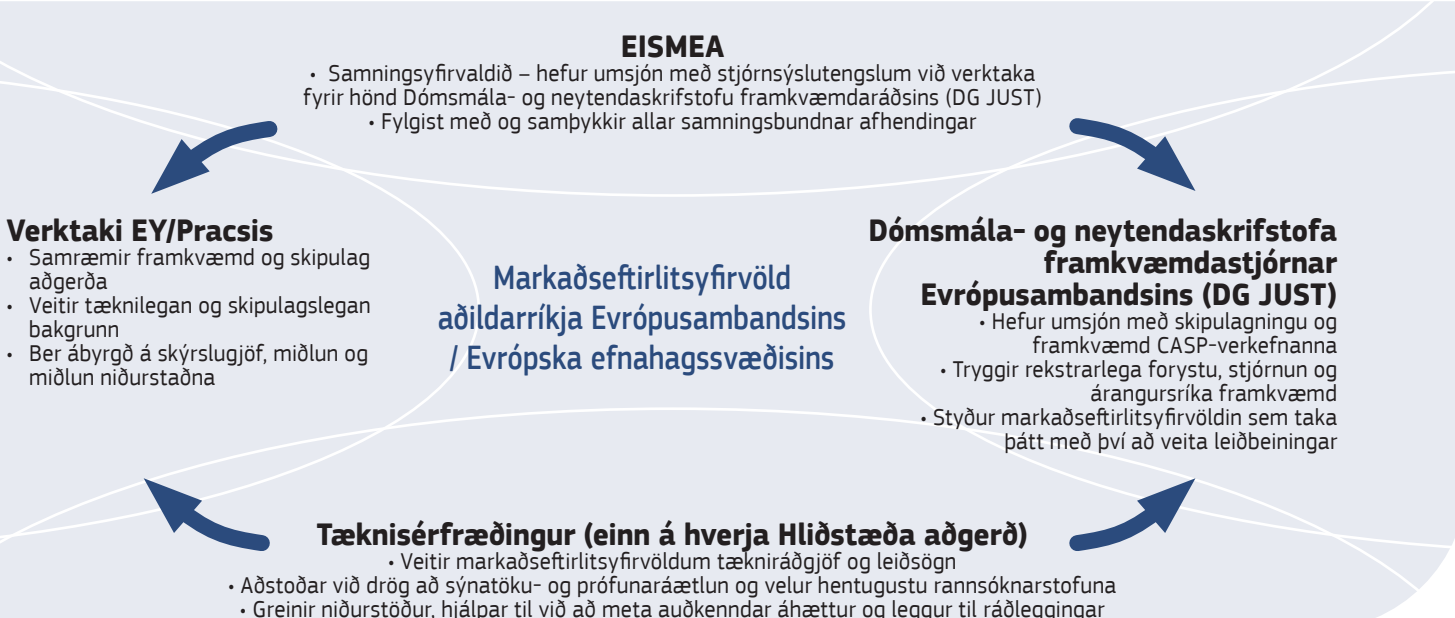 EISMEA
• Samningsyfirvaldið – hefur umsjón með stjórnsýslutengslum við verktaka
fyrir hönd Dómsmála- og neytendaskrifstofu framkvæmdaráðsins (DG JUST)
• Fylgist með og samþykkir allar samningsbundnar afhendingar
Verktaki EY/Pracsis
• Samræmir framkvæmd og skipulag
aðgerða
• Veitir tæknilegan og skipulagslegan
bakgrunn
• Ber ábyrgð á skýrslugjöf, miðlun og
miðlun niðurstaðna
Markaðseftirlitsyfirvöld
aðildarríkja Evrópusambandsins
/ Evrópska efnahagssvæðisins
Dómsmála- og neytendaskrifstofa
framkvæmdastjórnar
Evrópusambandsins (DG JUST)
• Hefur umsjón með skipulagningu og
framkvæmd CASP-verkefnanna
• Tryggir rekstrarlega forystu, stjórnun og
árangursríka framkvæmd
• Styður markaðseftirlitsyfirvöldin sem taka
þátt með því að veita leiðbeiningar
Tæknisérfræðingur (einn á hverja Hliðstæða aðgerð)
• Veitir markaðseftirlitsyfirvöldum tækniráðgjöf og leiðsögn
• Aðstoðar við drög að sýnatöku- og prófunaráætlun og velur hentugustu rannsóknarstofuna
• Greinir niðurstöður, hjálpar til við að meta auðkenndar áhættur og leggur til ráðleggingar